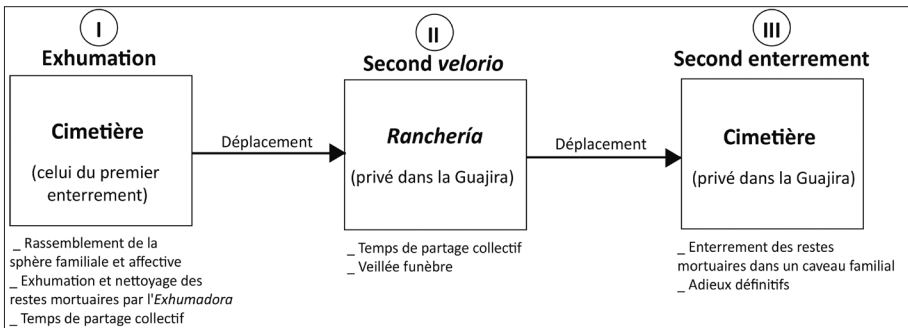 I
Exhumation
Cimetière
(celui du premier
enterrement)
_ Rassemblement de la
sphère familiale et affective
_ Exhumation et nettoyage des
restes mortuaires par l'Exhumadora
_ Temps de partage collectif
Déplacement
II
Second velorio
Ranchería
(privé dans la Guajira)
_ Temps de partage collectif
_ Veillée funèbre
Déplacement
III
Second enterrement
Cimetière
(privé dans la Guajira)
_ Enterrement des restes
mortuaires dans un caveau familial
_ Adieux définitifs